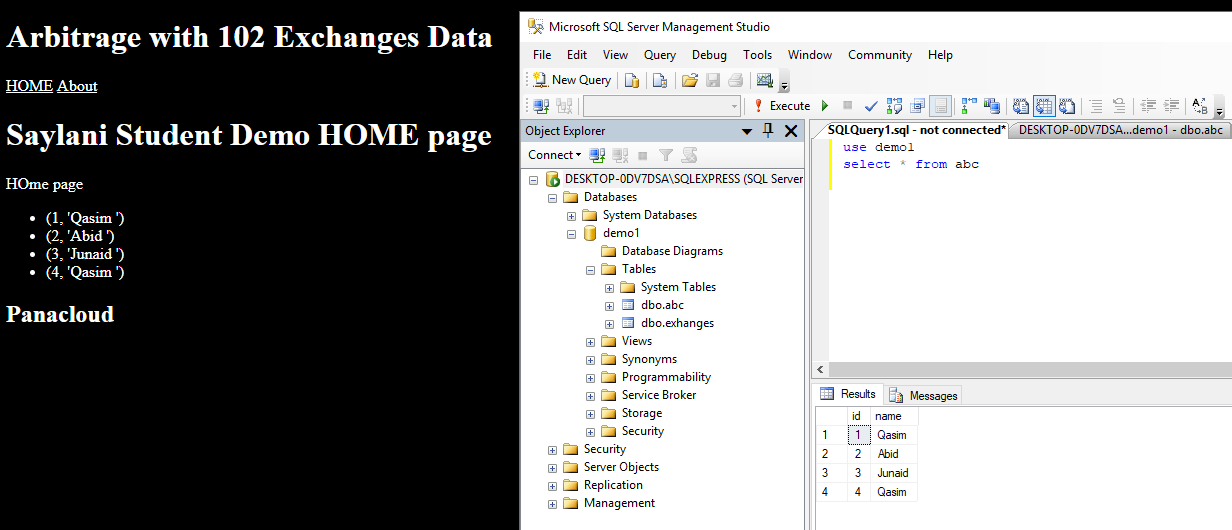 Arbitrage with 102 Exchanges Data
HOME About
Saylani Student Demo HOME page
HOme page
(1, 'Qasim ')
(2, 'Abid ')
(3, 'Junaid ')
(4, 'Qasim ')
Panacloud
Microsoft SQL Server Management Studio
File Edit View Query Debug Tools Window Community Help
New Query
Execute
Object Explorer
Connect
DESKTOP-0DV7DSA\SQLEXPRESS (SQL Server
Databases
System Databases
demo1
Database Diagrams
Tables
System Tables
dbo.abc
dbo.exhanges
Views
Synonyms
Programmability
Service Broker
Storage
Security
Security
Server Objects
Replication
Management
SQLQuery1.sql - not connected* DESKTOP-0DV7DSA...demo1 - dbo.abc
use demo1
select * from abc
Results Messages
id name
1 1 Qasim
2 2 Abid
3 3 Junaid
4 4 Qasim